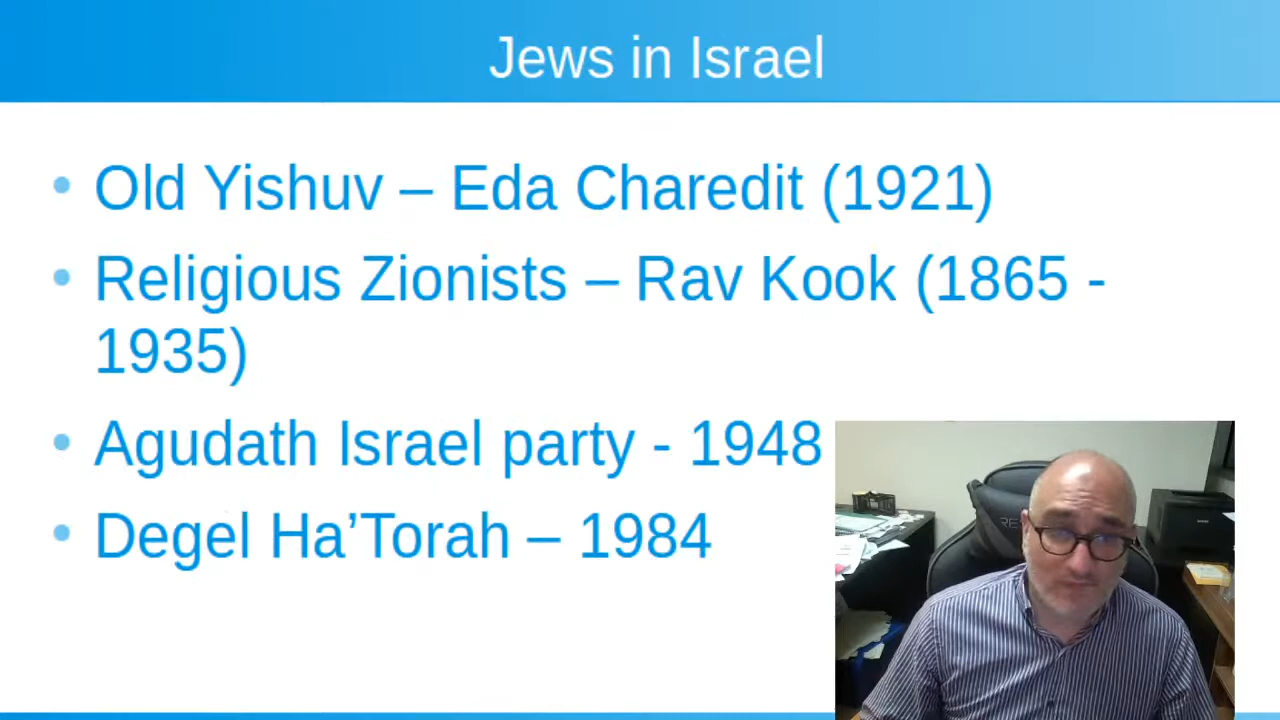 Jews in Israel
• Old Yishuv – Eda Charedit (1921)
• Religious Zionists – Rav Kook (1865 -
1935)
• Agudath Israel party - 1948
• Degel Ha’Torah – 1984